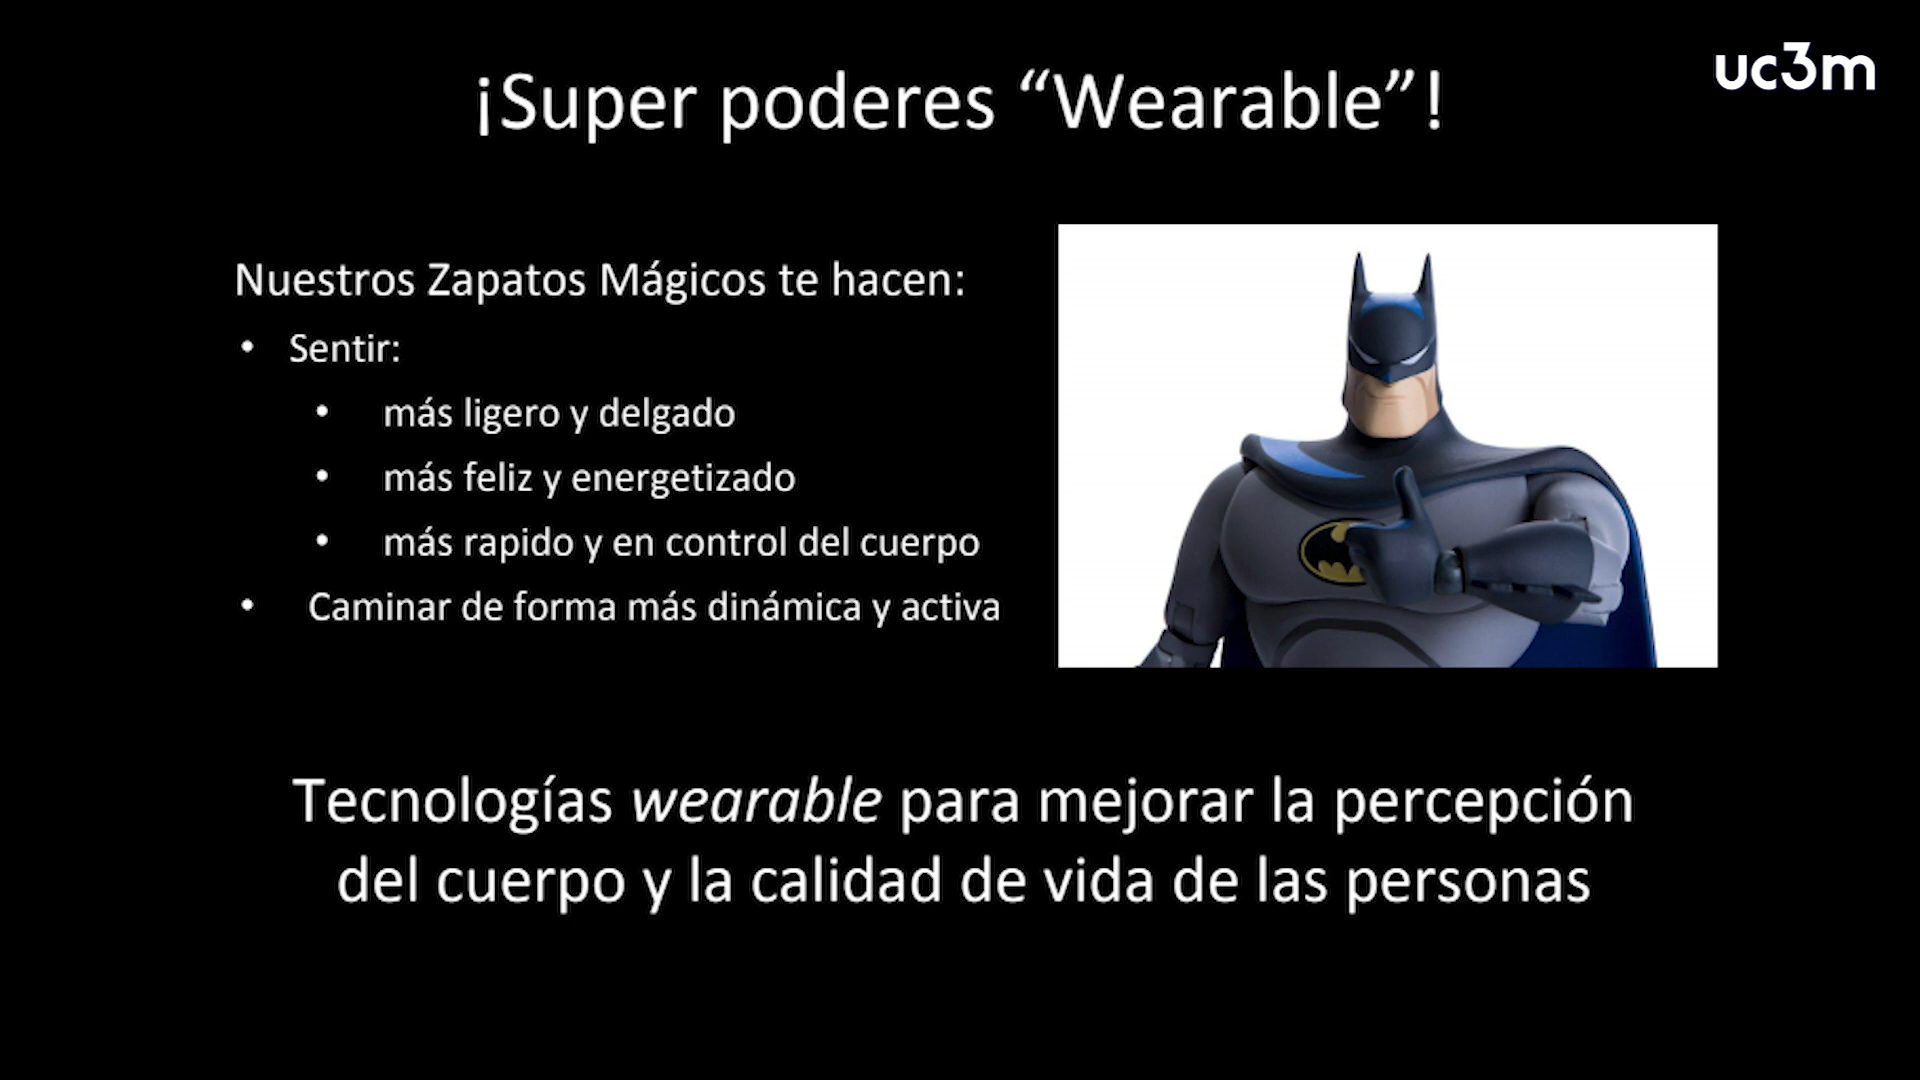 uc3m
¡Super poderes “Wearable”!
Nuestros Zapatos Mágicos te hacen:
• Sentir:
• más ligero y delgado
• más feliz y energetizado
• más rapido y en control del cuerpo
• Caminar de forma más dinámica y activa
Tecnologías wearable para mejorar la percepción
del cuerpo y la calidad de vida de las personas